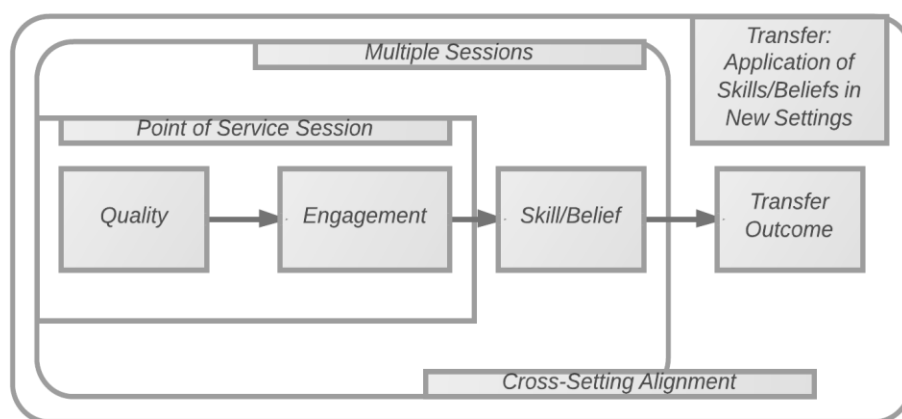 Multiple Sessions
Transfer:
Application of
Skills/Beliefs in
New Settings
Point of Service Session
Quality
Engagement
Skill/Belief
Transfer
Outcome
Cross-Setting Alignment